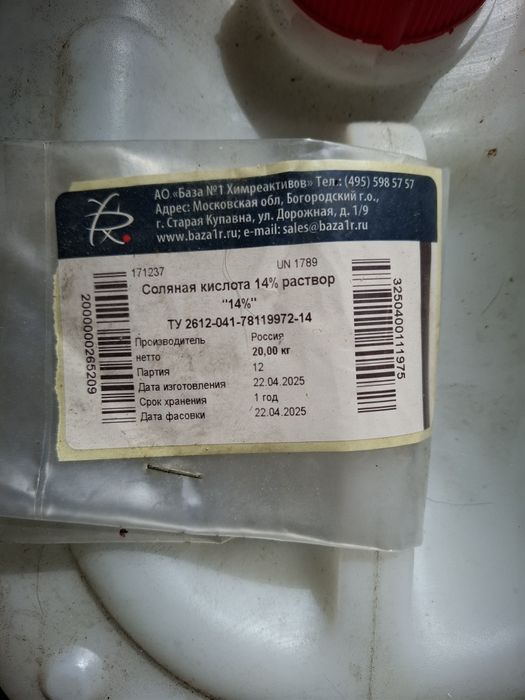 АО «База №1 Химреактивов» Тел.: (495) 598 57 57
Адрес: Московская обл, Богородский г.о.,
г. Старая Купавна, ул. Дорожная, д. 1/9
www.baza1r.ru; e-mail: sales@baza1r.ru
171237 UN 1789
Соляная кислота 14% раствор
"14%"
ТУ 2612-041-78119972-14
Производитель Россия
нетто 20,00 кг
Партия 12
Дата изготовления 22.04.2025
Срок хранения 1 год
Дата фасовки 22.04.2025
2000000265209
3250400111975